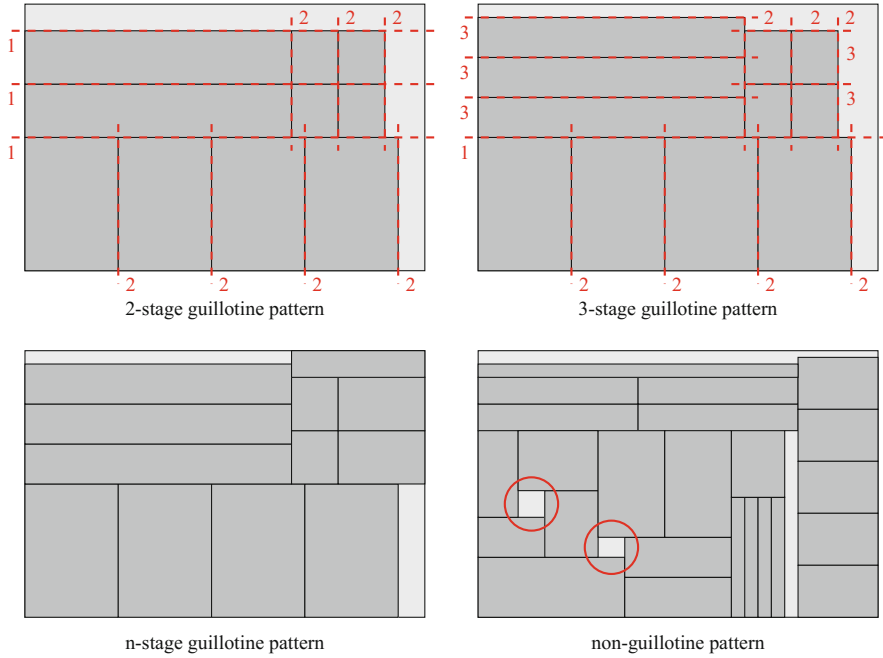 2 2 2
1
1
1
2 2 2 2
2-stage guillotine pattern
2 2 2
3
3
3
3
3
1
2 2 2 2
3-stage guillotine pattern
n-stage guillotine pattern
non-guillotine pattern